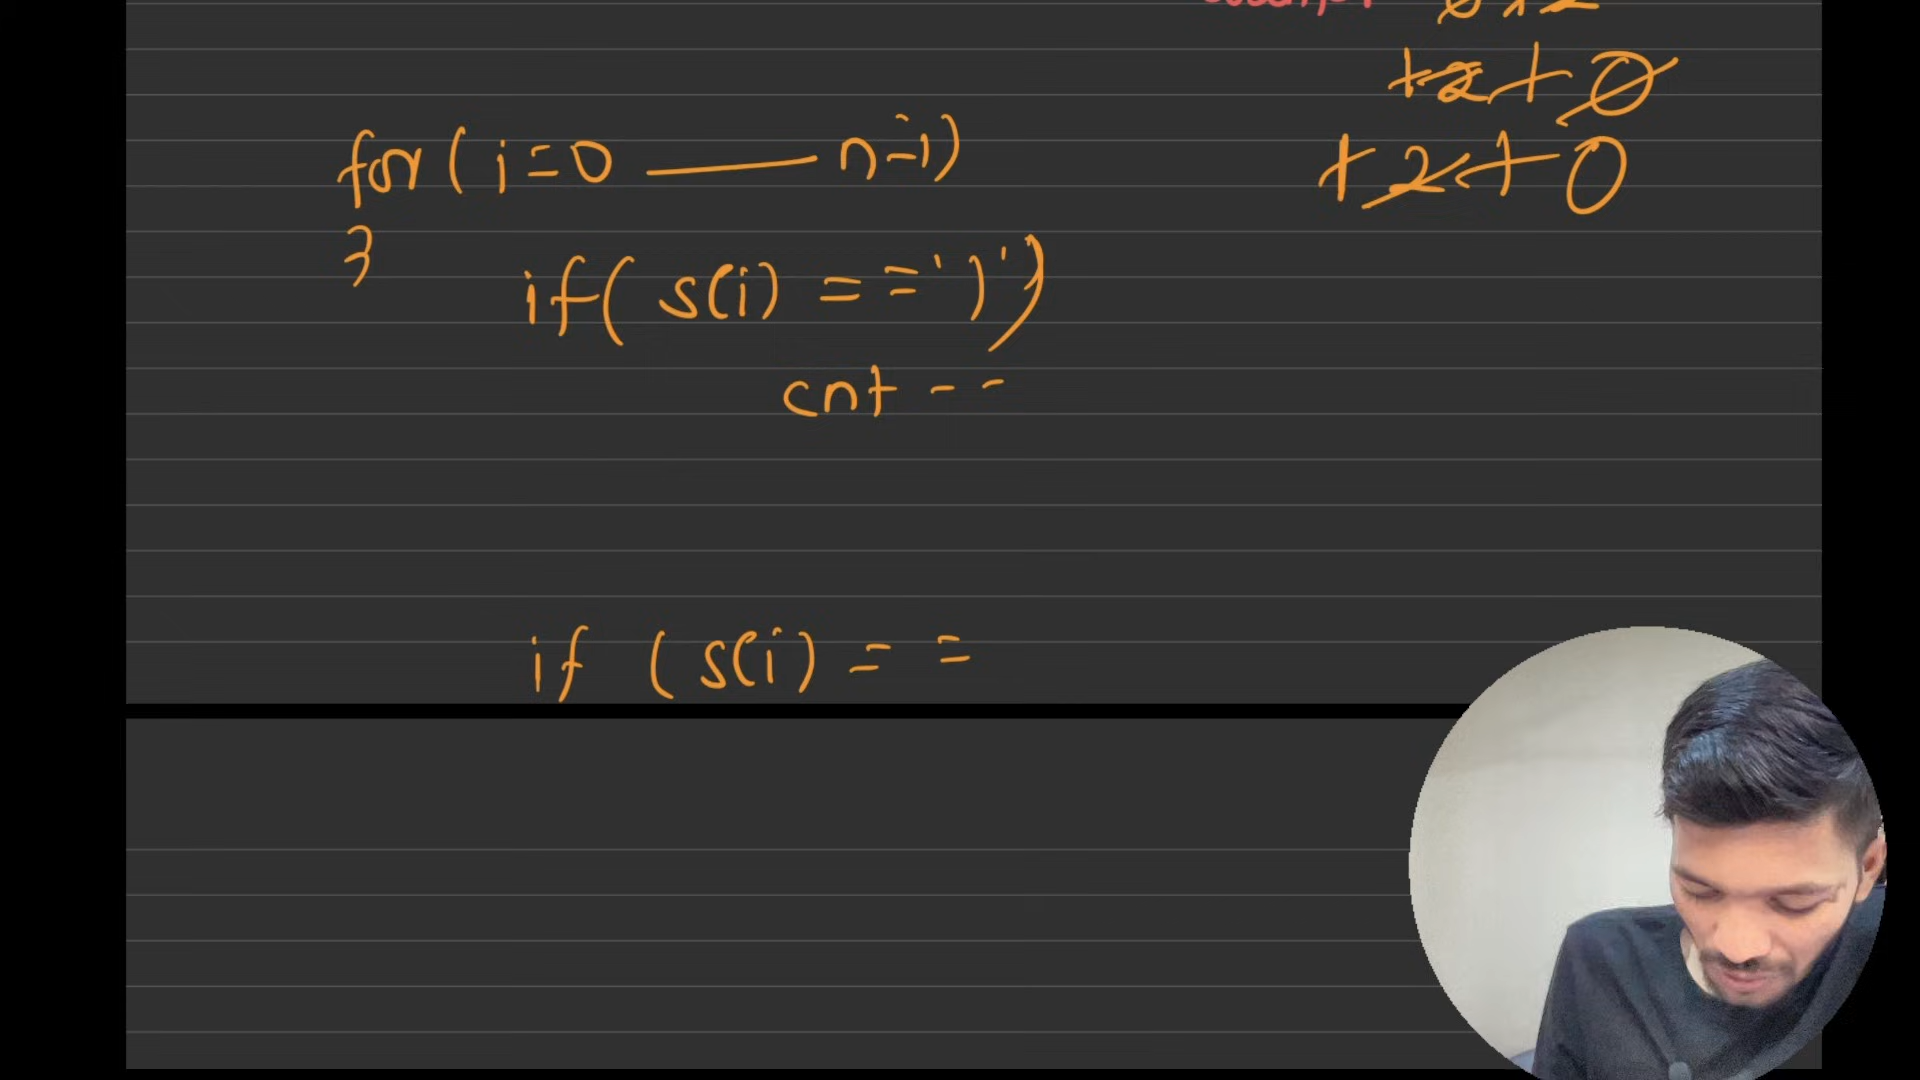 +2+0
for ( i=0 —— n-1)
+2+0
{
if( s(i) == ')')
cnt --
if ( s(i) = =